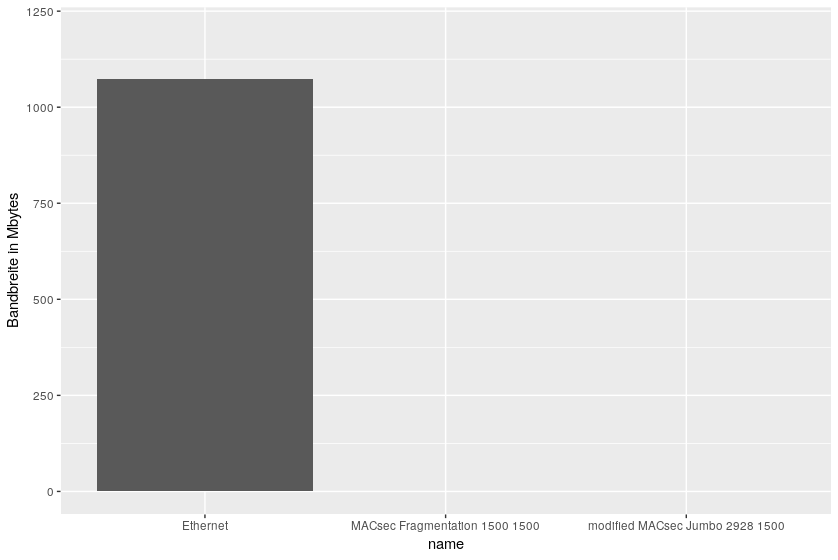 1250
1000
750
500
250
0
Bandbreite in Mbytes
Ethernet
MACsec Fragmentation 1500 1500
modified MACsec Jumbo 2928 1500
name